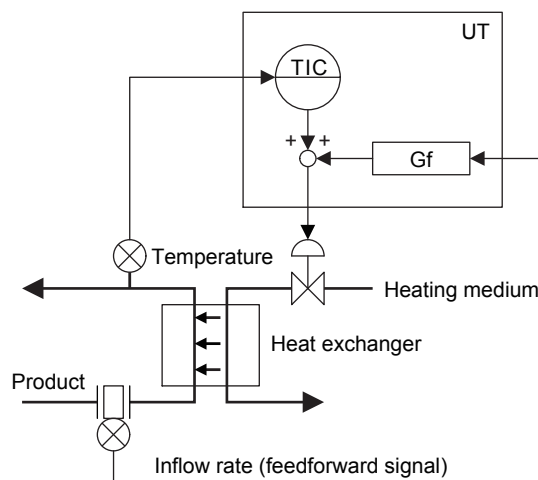 UT
TIC
+ +
Gf
Temperature
Heating medium
Heat exchanger
Product
Inflow rate (feedforward signal)